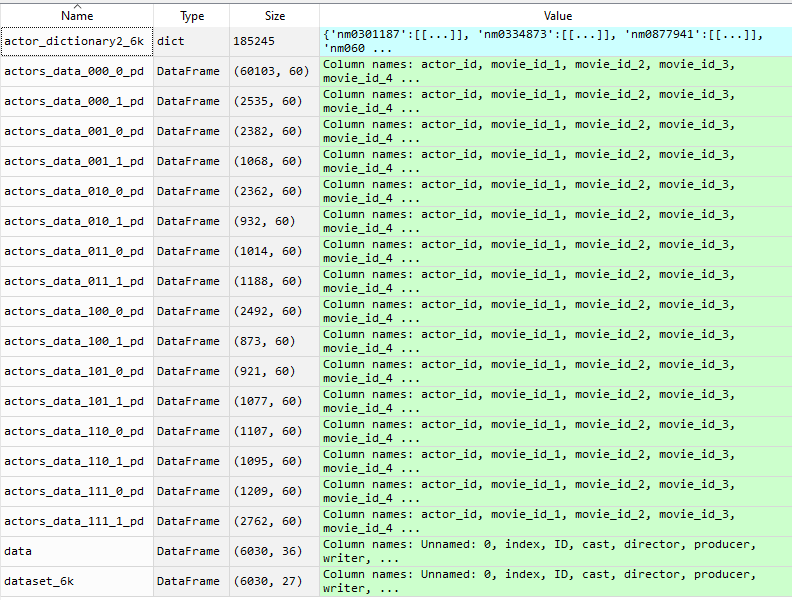 Name Type Size Value
actor_dictionary2_6k dict 185245 {'nm0301187':[[...]], 'nm0334873':[[...]], 'nm0877941':[[...]],
'nm060 ...
actors_data_000_0_pd DataFrame (60103, 60) Column names: actor_id, movie_id_1, movie_id_2, movie_id_3,
movie_id_4 ...
actors_data_000_1_pd DataFrame (2535, 60) Column names: actor_id, movie_id_1, movie_id_2, movie_id_3,
movie_id_4 ...
actors_data_001_0_pd DataFrame (2382, 60) Column names: actor_id, movie_id_1, movie_id_2, movie_id_3,
movie_id_4 ...
actors_data_001_1_pd DataFrame (1068, 60) Column names: actor_id, movie_id_1, movie_id_2, movie_id_3,
movie_id_4 ...
actors_data_010_0_pd DataFrame (2362, 60) Column names: actor_id, movie_id_1, movie_id_2, movie_id_3,
movie_id_4 ...
actors_data_010_1_pd DataFrame (932, 60) Column names: actor_id, movie_id_1, movie_id_2, movie_id_3,
movie_id_4 ...
actors_data_011_0_pd DataFrame (1014, 60) Column names: actor_id, movie_id_1, movie_id_2, movie_id_3,
movie_id_4 ...
actors_data_011_1_pd DataFrame (1188, 60) Column names: actor_id, movie_id_1, movie_id_2, movie_id_3,
movie_id_4 ...
actors_data_100_0_pd DataFrame (2492, 60) Column names: actor_id, movie_id_1, movie_id_2, movie_id_3,
movie_id_4 ...
actors_data_100_1_pd DataFrame (873, 60) Column names: actor_id, movie_id_1, movie_id_2, movie_id_3,
movie_id_4 ...
actors_data_101_0_pd DataFrame (921, 60) Column names: actor_id, movie_id_1, movie_id_2, movie_id_3,
movie_id_4 ...
actors_data_101_1_pd DataFrame (1077, 60) Column names: actor_id, movie_id_1, movie_id_2, movie_id_3,
movie_id_4 ...
actors_data_110_0_pd DataFrame (1107, 60) Column names: actor_id, movie_id_1, movie_id_2, movie_id_3,
movie_id_4 ...
actors_data_110_1_pd DataFrame (1095, 60) Column names: actor_id, movie_id_1, movie_id_2, movie_id_3,
movie_id_4 ...
actors_data_111_0_pd DataFrame (1209, 60) Column names: actor_id, movie_id_1, movie_id_2, movie_id_3,
movie_id_4 ...
actors_data_111_1_pd DataFrame (2762, 60) Column names: actor_id, movie_id_1, movie_id_2, movie_id_3,
movie_id_4 ...
data DataFrame (6030, 36) Column names: Unnamed: 0, index, ID, cast, director, producer,
writer, ...
dataset_6k DataFrame (6030, 27) Column names: Unnamed: 0, index, ID, cast, director, producer,
writer, ...